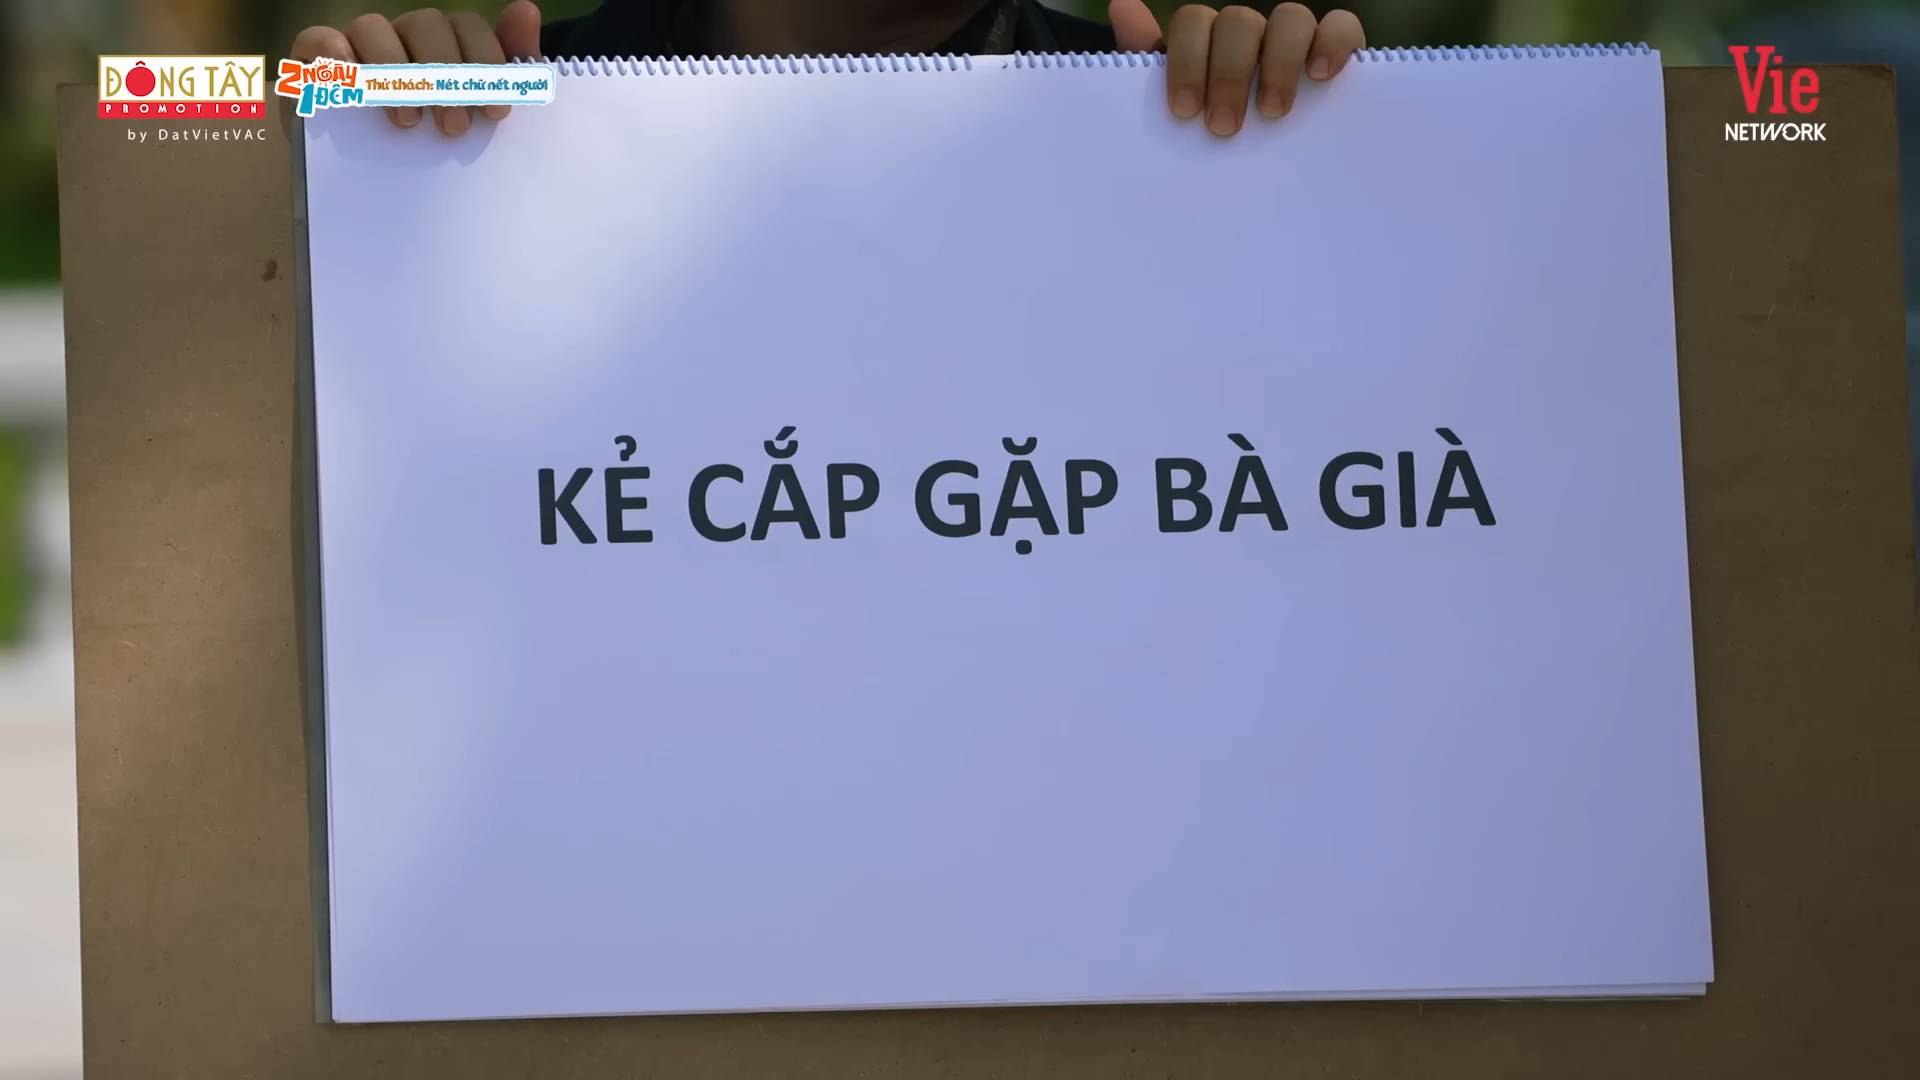 ĐÔNG TÂY
PROMOTION
by DatVietVAC
2 NGÀY 1 ĐÊM
Thử thách: Nét chữ nết người
Vie
NETWORK
KẺ CẮP GẶP BÀ GIÀ